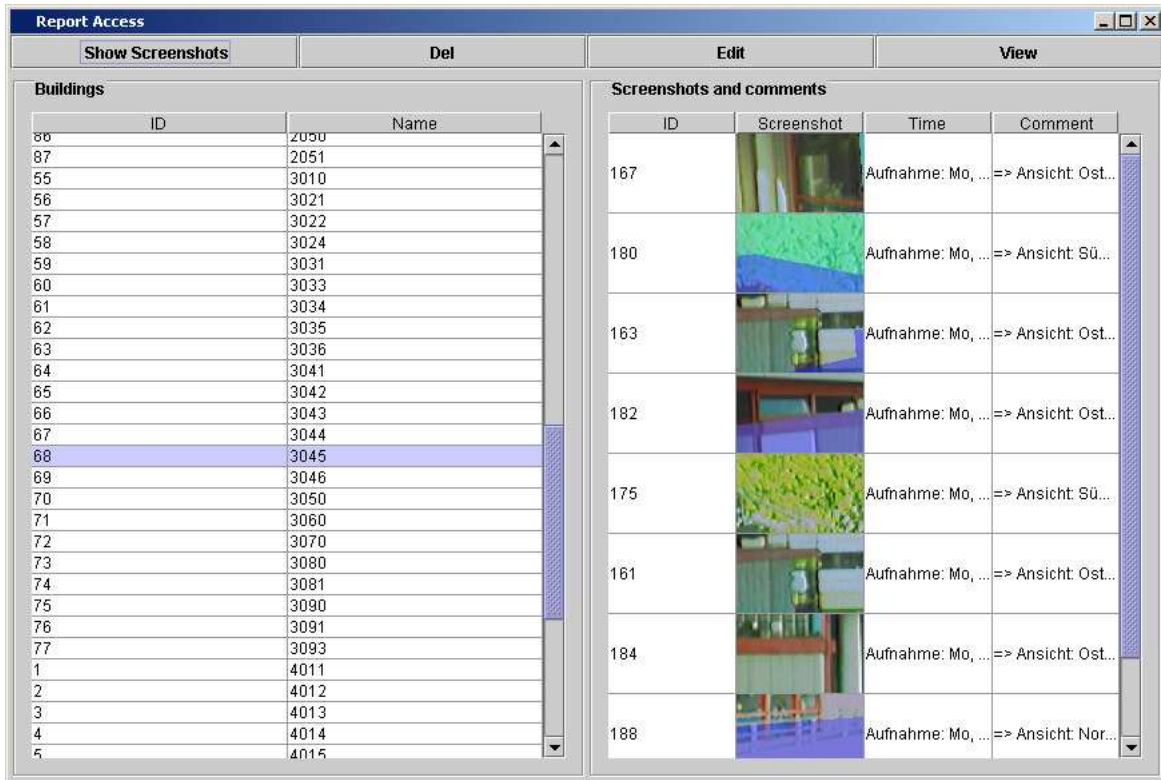 Report Access
Show Screenshots Del Edit View
Buildings
ID Name
86 2050
87 2051
55 3010
56 3021
57 3022
58 3024
59 3031
60 3033
61 3034
62 3035
63 3036
64 3041
65 3042
66 3043
67 3044
68 3045
69 3046
70 3050
71 3060
72 3070
73 3080
74 3081
75 3090
76 3091
77 3093
1 4011
2 4012
3 4013
4 4014
5 4015
Screenshots and comments
ID Screenshot Time Comment
167 Aufnahme: Mo, ... => Ansicht: Ost...
180 Aufnahme: Mo, ... => Ansicht: Sü...
163 Aufnahme: Mo, ... => Ansicht: Ost...
182 Aufnahme: Mo, ... => Ansicht: Ost...
175 Aufnahme: Mo, ... => Ansicht: Sü...
161 Aufnahme: Mo, ... => Ansicht: Ost...
184 Aufnahme: Mo, ... => Ansicht: Ost...
188 Aufnahme: Mo, ... => Ansicht: Nor...